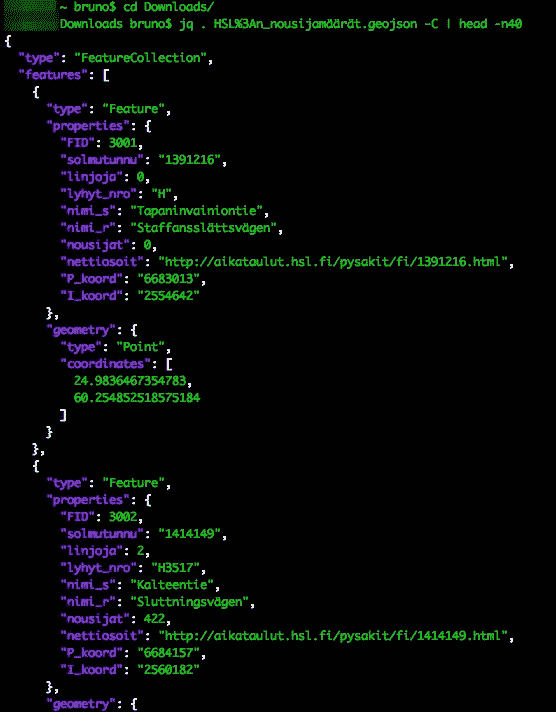 ~ bruno$ cd Downloads/
Downloads bruno$ jq . HSL%3An_nousijamäärät.geojson -C | head -n40
{
  "type": "FeatureCollection",
  "features": [
    {
      "type": "Feature",
      "properties": {
        "FID": 3001,
        "solmutunnu": "1391216",
        "linjoja": 0,
        "lyhyt_nro": "H",
        "nimi_s": "Tapaninvainiontie",
        "nimi_r": "Staffansslättsvägen",
        "nousijat": 0,
        "nettiosoit": "http://aikataulut.hsl.fi/pysakit/fi/1391216.html",
        "P_koord": "6683013",
        "I_koord": "2554642"
      },
      "geometry": {
        "type": "Point",
        "coordinates": [
          24.9836467354783,
          60.254852518575184
        ]
      }
    },
    {
      "type": "Feature",
      "properties": {
        "FID": 3002,
        "solmutunnu": "1414149",
        "linjoja": 2,
        "lyhyt_nro": "H3517",
        "nimi_s": "Kalteentie",
        "nimi_r": "Sluttningsvägen",
        "nousijat": 422,
        "nettiosoit": "http://aikataulut.hsl.fi/pysakit/fi/1414149.html",
        "P_koord": "6684157",
        "I_koord": "2560182"
      },
      "geometry": {